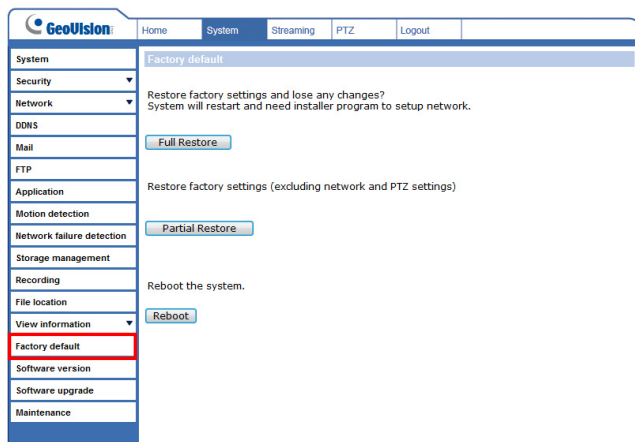 GeoVision
Home
System
Streaming
PTZ
Logout
System
Security
Network
DDNS
Mail
FTP
Application
Motion detection
Network failure detection
Storage management
Recording
File location
View information
Factory default
Software version
Software upgrade
Maintenance
Factory default
Restore factory settings and lose any changes?
System will restart and need installer program to setup network.
Full Restore
Restore factory settings (excluding network and PTZ settings)
Partial Restore
Reboot the system.
Reboot